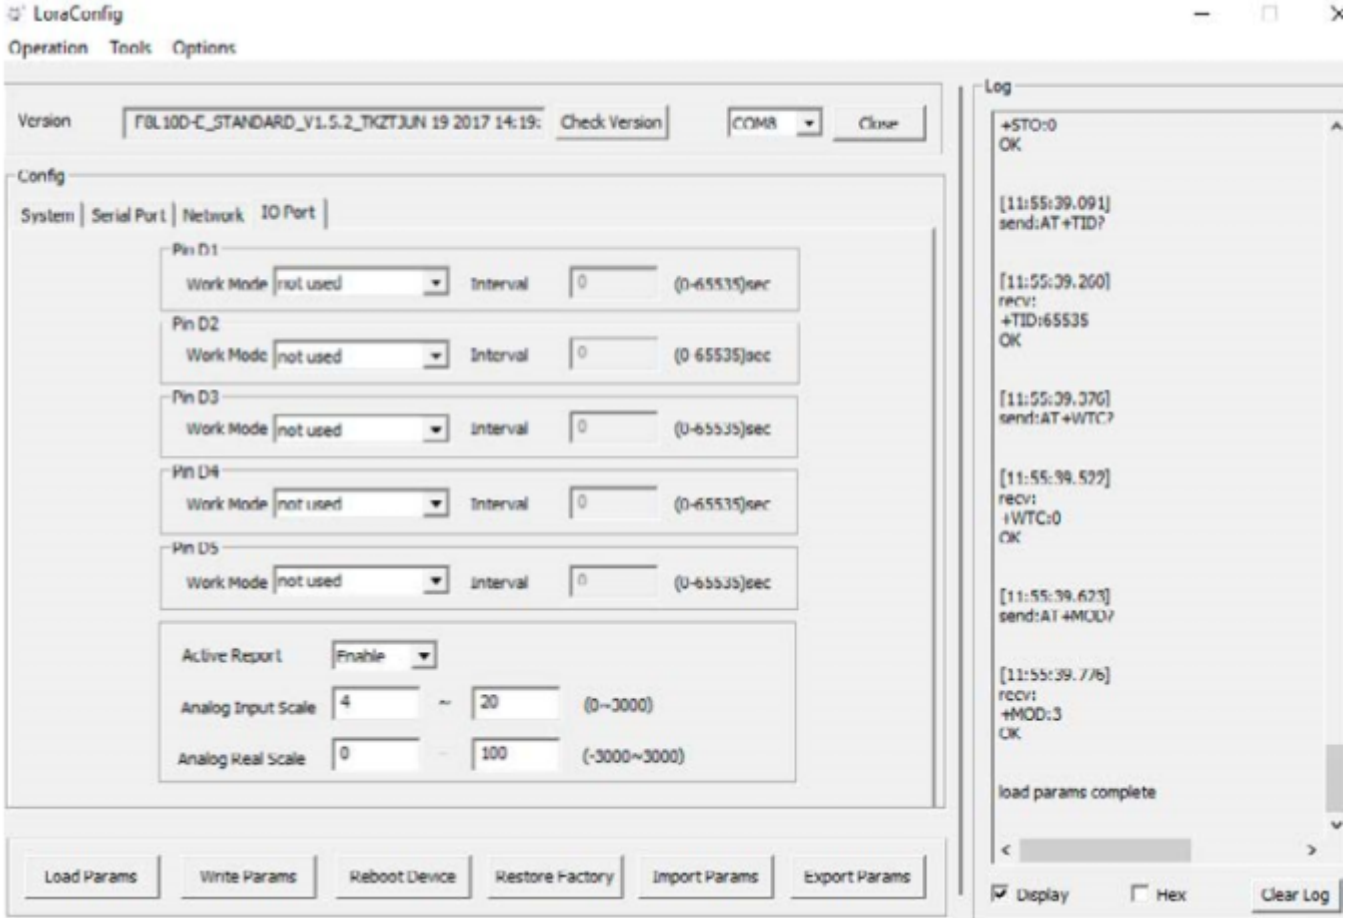 LoraConfig
Operation Tools Options
Version F8L10D-E_STANDARD_V1.5.2_TKZTJUN 19 2017 14:19: Check Version COM8 Close
Config
System Serial Port Network IO Port
Pin D1
Work Mode not used Interval 0 (0-65535)sec
Pin D2
Work Mode not used Interval 0 (0-65535)sec
Pin D3
Work Mode not used Interval 0 (0-65535)sec
Pin D4
Work Mode not used Interval 0 (0-65535)sec
Pin D5
Work Mode not used Interval 0 (0-65535)sec
Active Report Enable
Analog Input Scale 4 ~ 20 (0~3000)
Analog Real Scale 0 ~ 100 (-3000~3000)
Load Params Write Params Reboot Device Restore Factory Import Params Export Params
Log
+STO:0
OK
[11:55:39.091]
send:AT+TID?
[11:55:39.260]
recv:
+TID:65535
OK
[11:55:39.376]
send:AT+WTC?
[11:55:39.522]
recv:
+WTC:0
OK
[11:55:39.623]
send:AT+MOD?
[11:55:39.776]
recv:
+MOD:3
OK
load params complete
Display Hex Clear Log